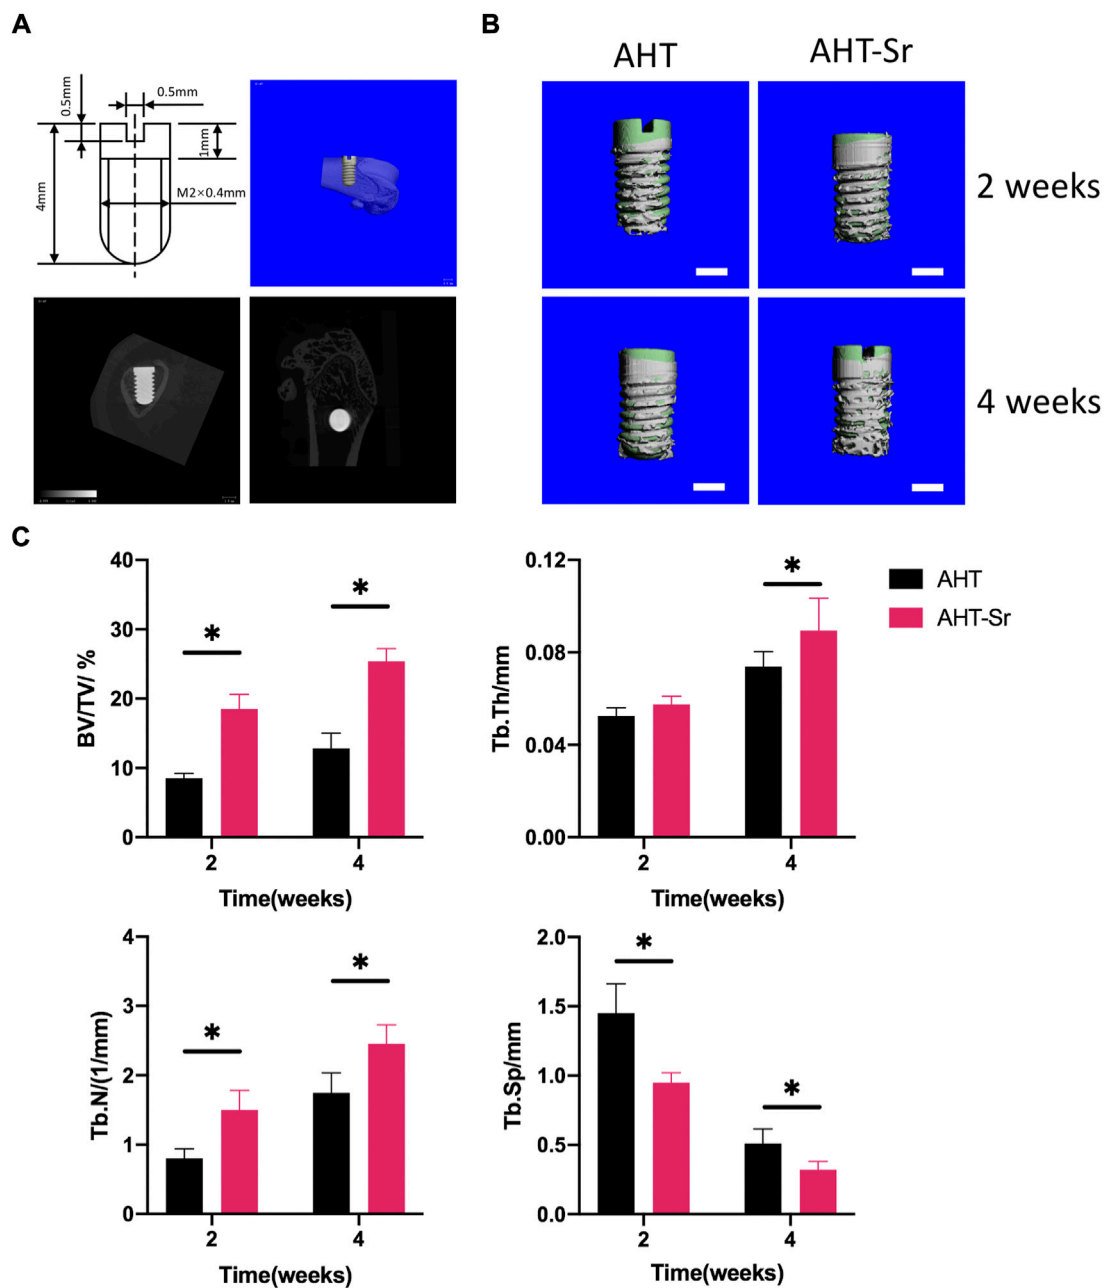 A
B
AHT
AHT-Sr
0.5mm
0.5mm
1mm
4mm
M2×0.4mm
2 weeks
4 weeks
C
40
30
20
10
0
BV/TV/ %
2
4
Time(weeks)
0.12
0.08
0.04
0.00
Tb.Th/mm
2
4
Time(weeks)
AHT
AHT-Sr
4
3
2
1
0
Tb.N/(1/mm)
2
4
Time(weeks)
2.0
1.5
1.0
0.5
0.0
Tb.Sp/mm
2
4
Time(weeks)